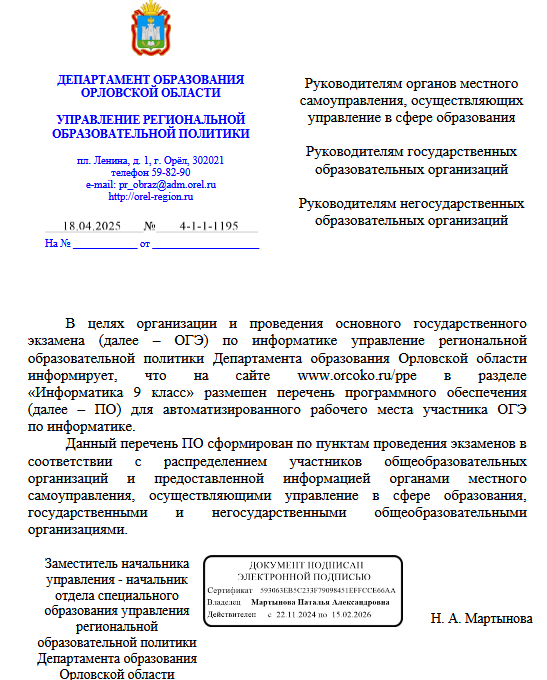 ДЕПАРТАМЕНТ ОБРАЗОВАНИЯ
ОРЛОВСКОЙ ОБЛАСТИ
УПРАВЛЕНИЕ РЕГИОНАЛЬНОЙ
ОБРАЗОВАТЕЛЬНОЙ ПОЛИТИКИ
пл. Ленина, д. 1, г. Орёл, 302021
телефон 59-82-90
e-mail: pr_obraz@adm.orel.ru
http://orel-region.ru
18.04.2025 № 4-1-1-1195
На № ____________ от ____________________
Руководителям органов местного
самоуправления, осуществляющих
управление в сфере образования
Руководителям государственных
образовательных организаций
Руководителям негосударственных
образовательных организаций
В целях организации и проведения основного государственного
экзамена (далее – ОГЭ) по информатике управление региональной
образовательной политики Департамента образования Орловской области
информирует, что на сайте www.orcoko.ru/ppe в разделе
«Информатика 9 класс» размешен перечень программного обеспечения
(далее – ПО) для автоматизированного рабочего места участника ОГЭ
по информатике.
Данный перечень ПО сформирован по пунктам проведения экзаменов в
соответствии с распределением участников общеобразовательных
организаций и предоставленной информацией органами местного
самоуправления, осуществляющими управление в сфере образования,
государственными и негосударственными общеобразовательными
организациями.
Заместитель начальника
управления - начальник
отдела специального
образования управления
региональной
образовательной политики
Департамента образования
Орловской области
ДОКУМЕНТ ПОДПИСАН
ЭЛЕКТРОННОЙ ПОДПИСЬЮ
Сертификат 593063EB5C233F79098451EFFCCE66AA
Владелец Мартынова Наталья Александровна
Действителен с 22.11.2024 по 15.02.2026
Н. А. Мартынова